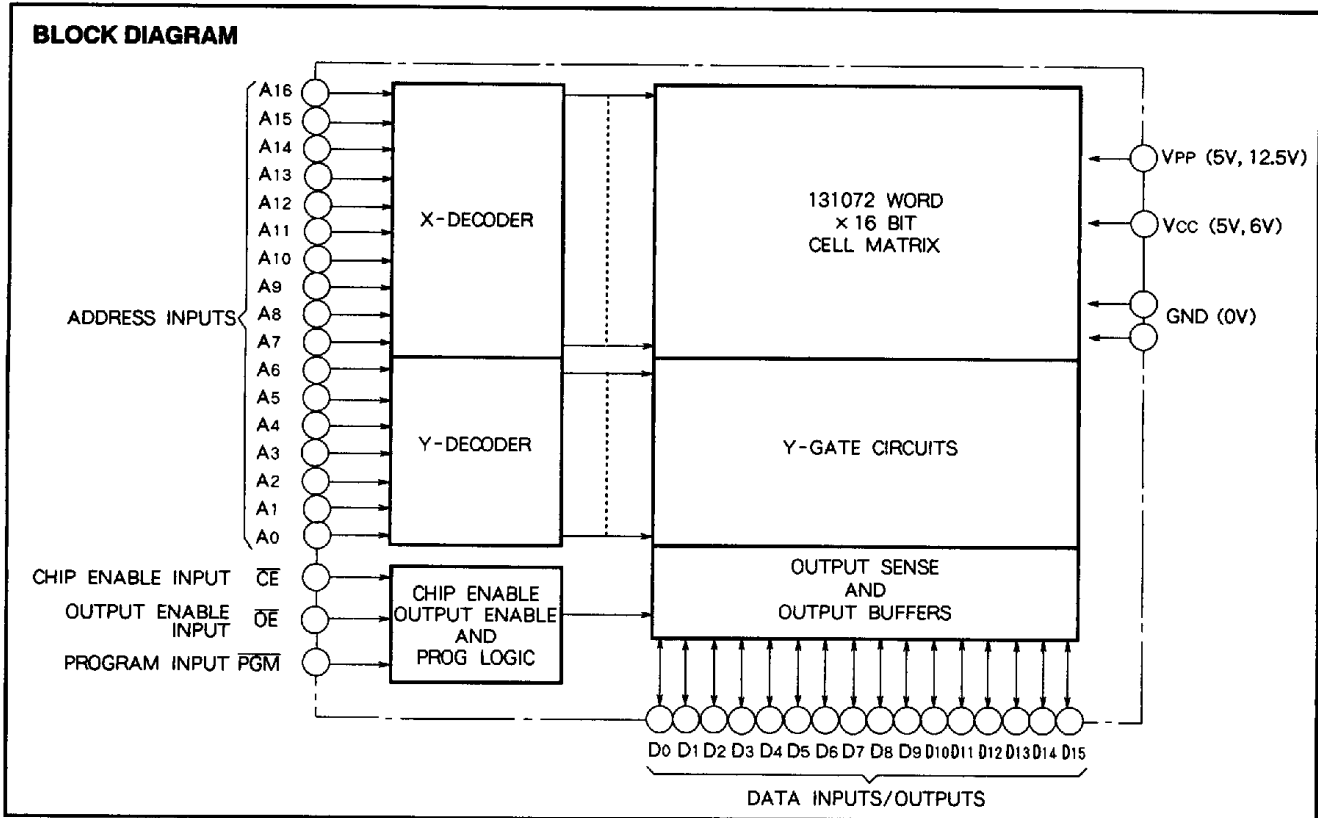 BLOCK DIAGRAM
A16
A15
A14
A13
A12
A11
A10
A9
A8
A7
A6
A5
A4
A3
A2
A1
A0
ADDRESS INPUTS
CHIP ENABLE INPUT C̅E̅
OUTPUT ENABLE
INPUT O̅E̅
PROGRAM INPUT P̅G̅M̅
X-DECODER
Y-DECODER
CHIP ENABLE
OUTPUT ENABLE
AND
PROG LOGIC
131072 WORD
×16 BIT
CELL MATRIX
Y-GATE CIRCUITS
OUTPUT SENSE
AND
OUTPUT BUFFERS
VPP (5V, 12.5V)
VCC (5V, 6V)
GND (0V)
D0 D1 D2 D3 D4 D5 D6 D7 D8 D9 D10 D11 D12 D13 D14 D15
DATA INPUTS/OUTPUTS